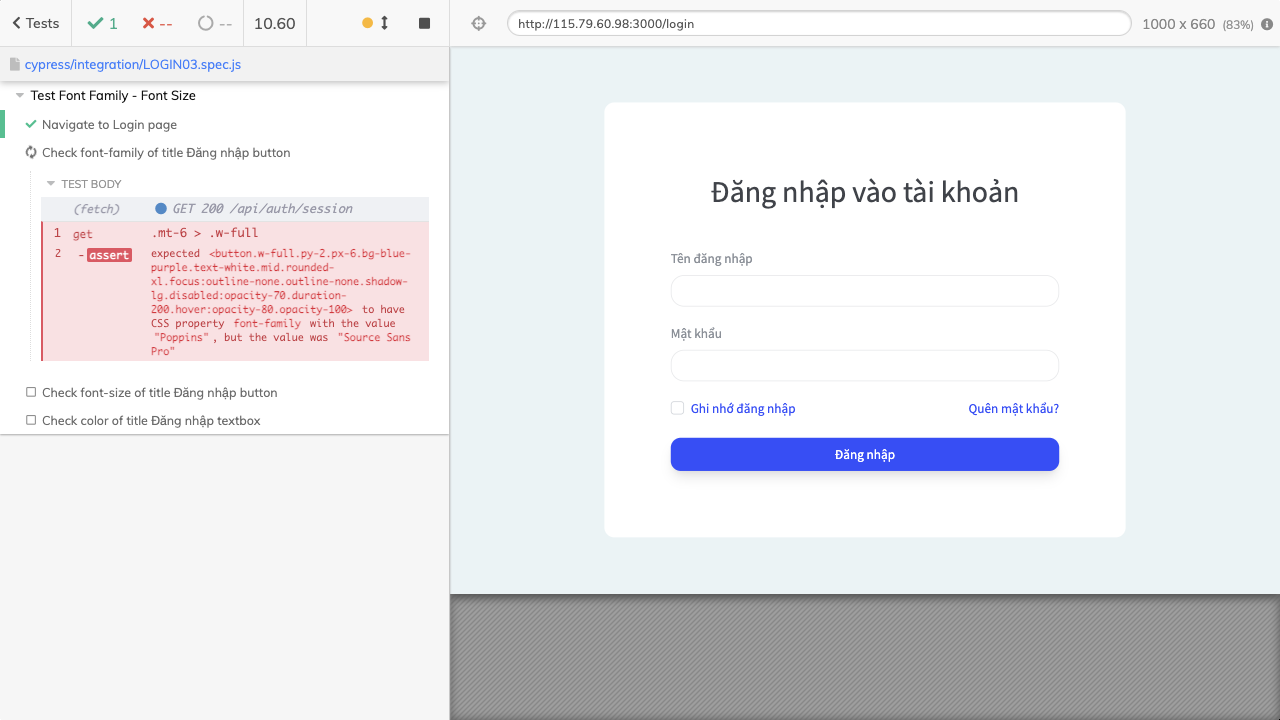 Tests
1
--
--
10.60
http://115.79.60.98:3000/login
1000 x 660 (83%)
cypress/integration/LOGIN03.spec.js
Test Font Family - Font Size
Navigate to Login page
Check font-family of title Đăng nhập button
TEST BODY
(fetch) GET 200 /api/auth/session
1 get .mt-6 > .w-full
2 -assert expected <button.w-full.py-2.px-6.bg-blue-
purple.text-white.mid.rounded-
xl.focus:outline-none.outline-none.shadow-
lg.disabled:opacity-70.duration-
200.hover:opacity-80.opacity-100> to have
CSS property font-family with the value
"Poppins", but the value was "Source Sans
Pro"
Check font-size of title Đăng nhập button
Check color of title Đăng nhập textbox
Đăng nhập vào tài khoản
Tên đăng nhập
Mật khẩu
Ghi nhớ đăng nhập
Quên mật khẩu?
Đăng nhập